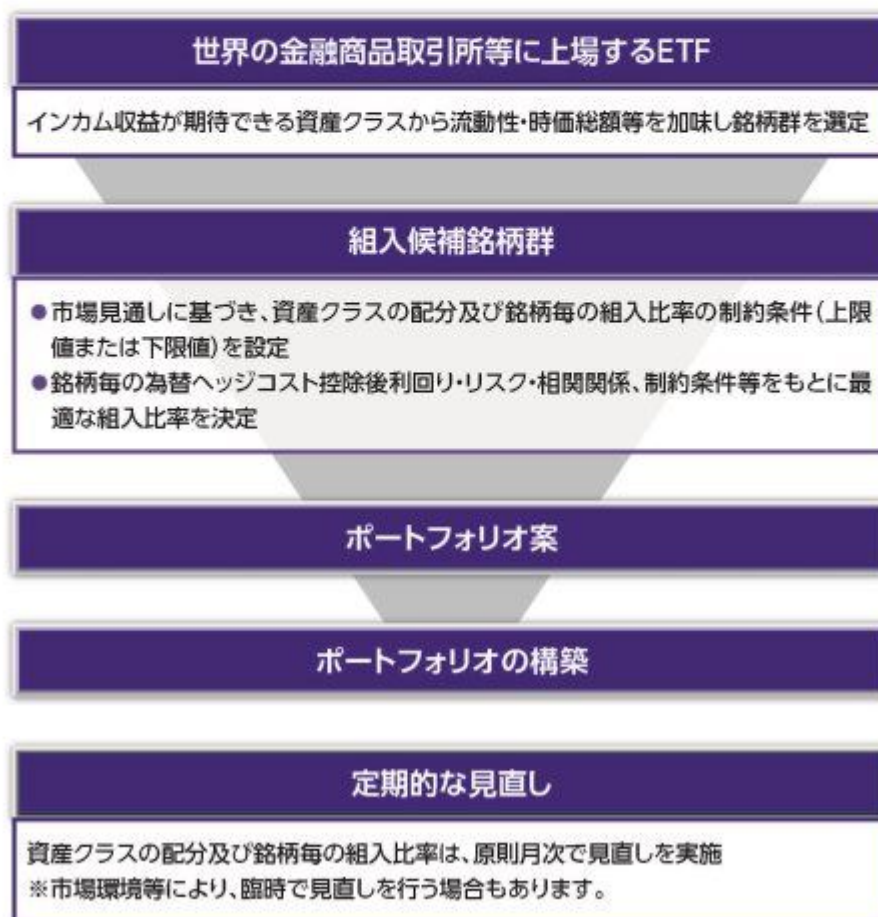 世界の金融商品取引所等に上場するETF
インカム収益が期待できる資産クラスから流動性・時価総額等を加味し銘柄群を選定
組入候補銘柄群
●市場見通しに基づき、資産クラスの配分及び銘柄毎の組入比率の制約条件(上限
値または下限値)を設定
●銘柄毎の為替ヘッジコスト控除後利回り・リスク・相関関係、制約条件等をもとに最
適な組入比率を決定
ポートフォリオ案
ポートフォリオの構築
定期的な見直し
資産クラスの配分及び銘柄毎の組入比率は、原則月次で見直しを実施
※市場環境等により、臨時で見直しを行う場合もあります。